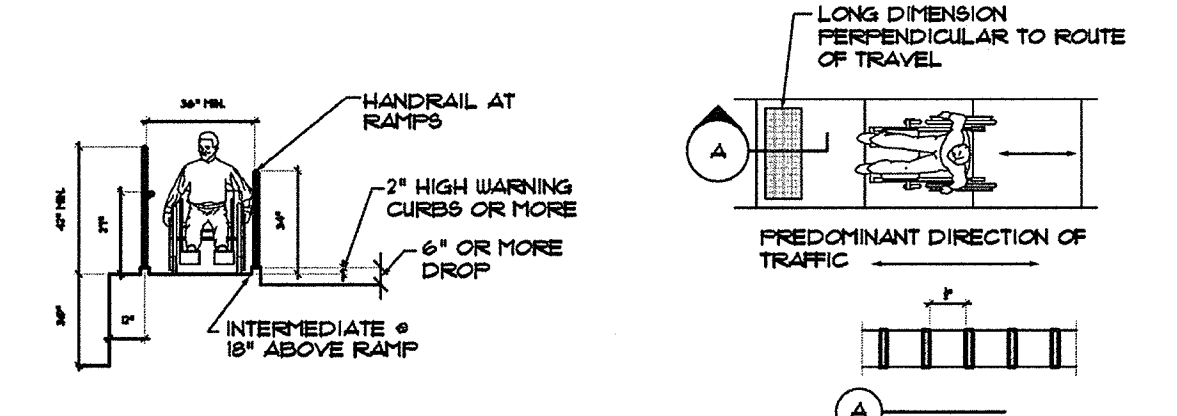 36" MIN.
HANDRAIL AT
RAMPS
42" MIN.
34"
2" HIGH WARNING
CURBS OR MORE
6" OR MORE
DROP
12"
INTERMEDIATE @
18" ABOVE RAMP
LONG DIMENSION
PERPENDICULAR TO ROUTE
OF TRAVEL
A
PREDOMINANT DIRECTION OF
TRAFFIC
A